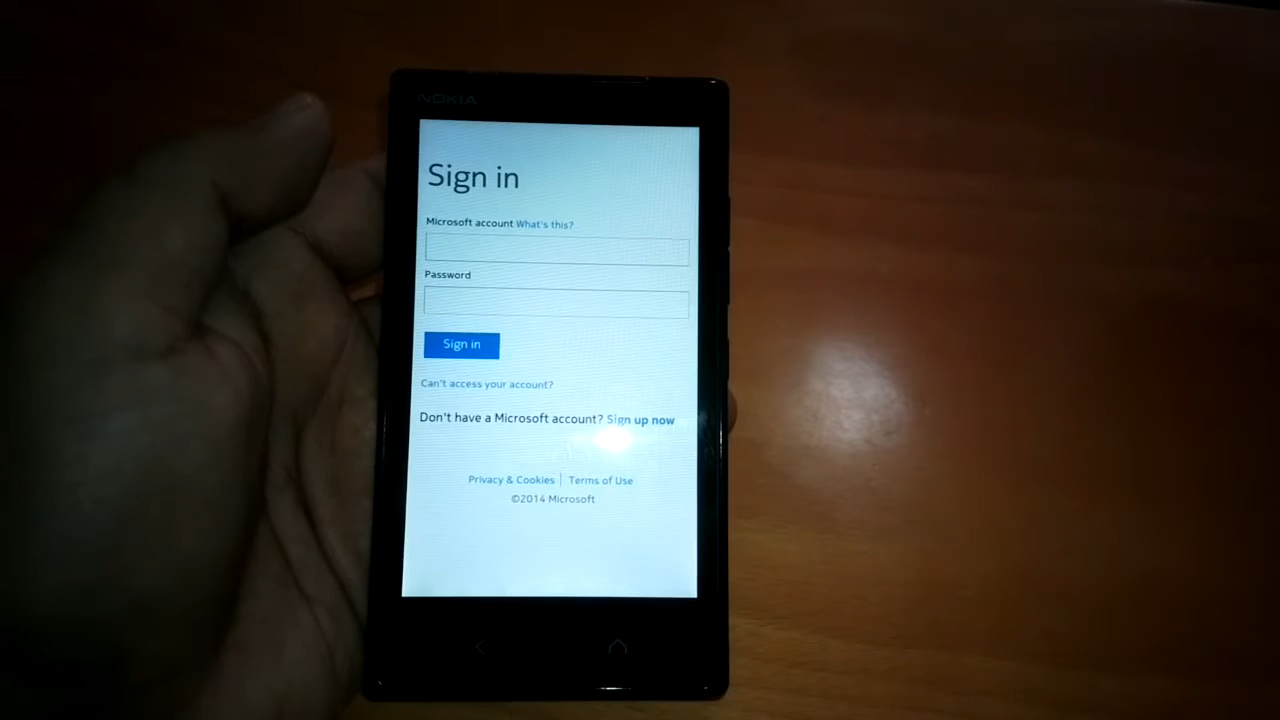 NOKIA
Sign in
Microsoft account What's this?
Password
Sign in
Can't access your account?
Don't have a Microsoft account? Sign up now
Privacy & Cookies | Terms of Use
©2014 Microsoft